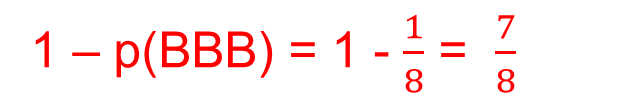 1 – p(BBB) = 1 - 1/8 = 7/8